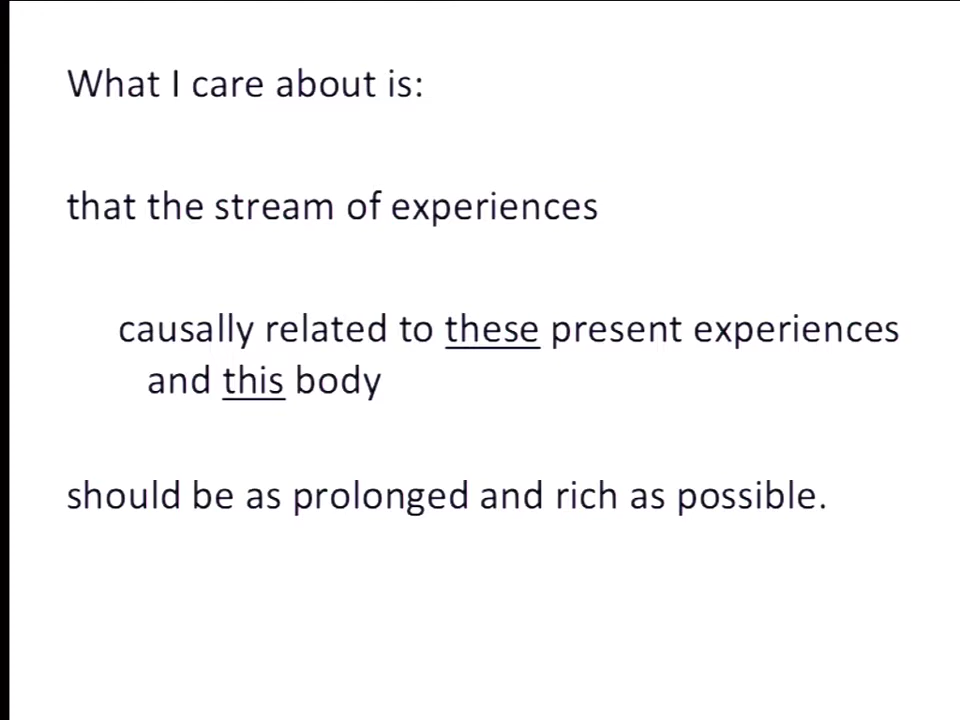 What I care about is:
that the stream of experiences
causally related to these present experiences
and this body
should be as prolonged and rich as possible.